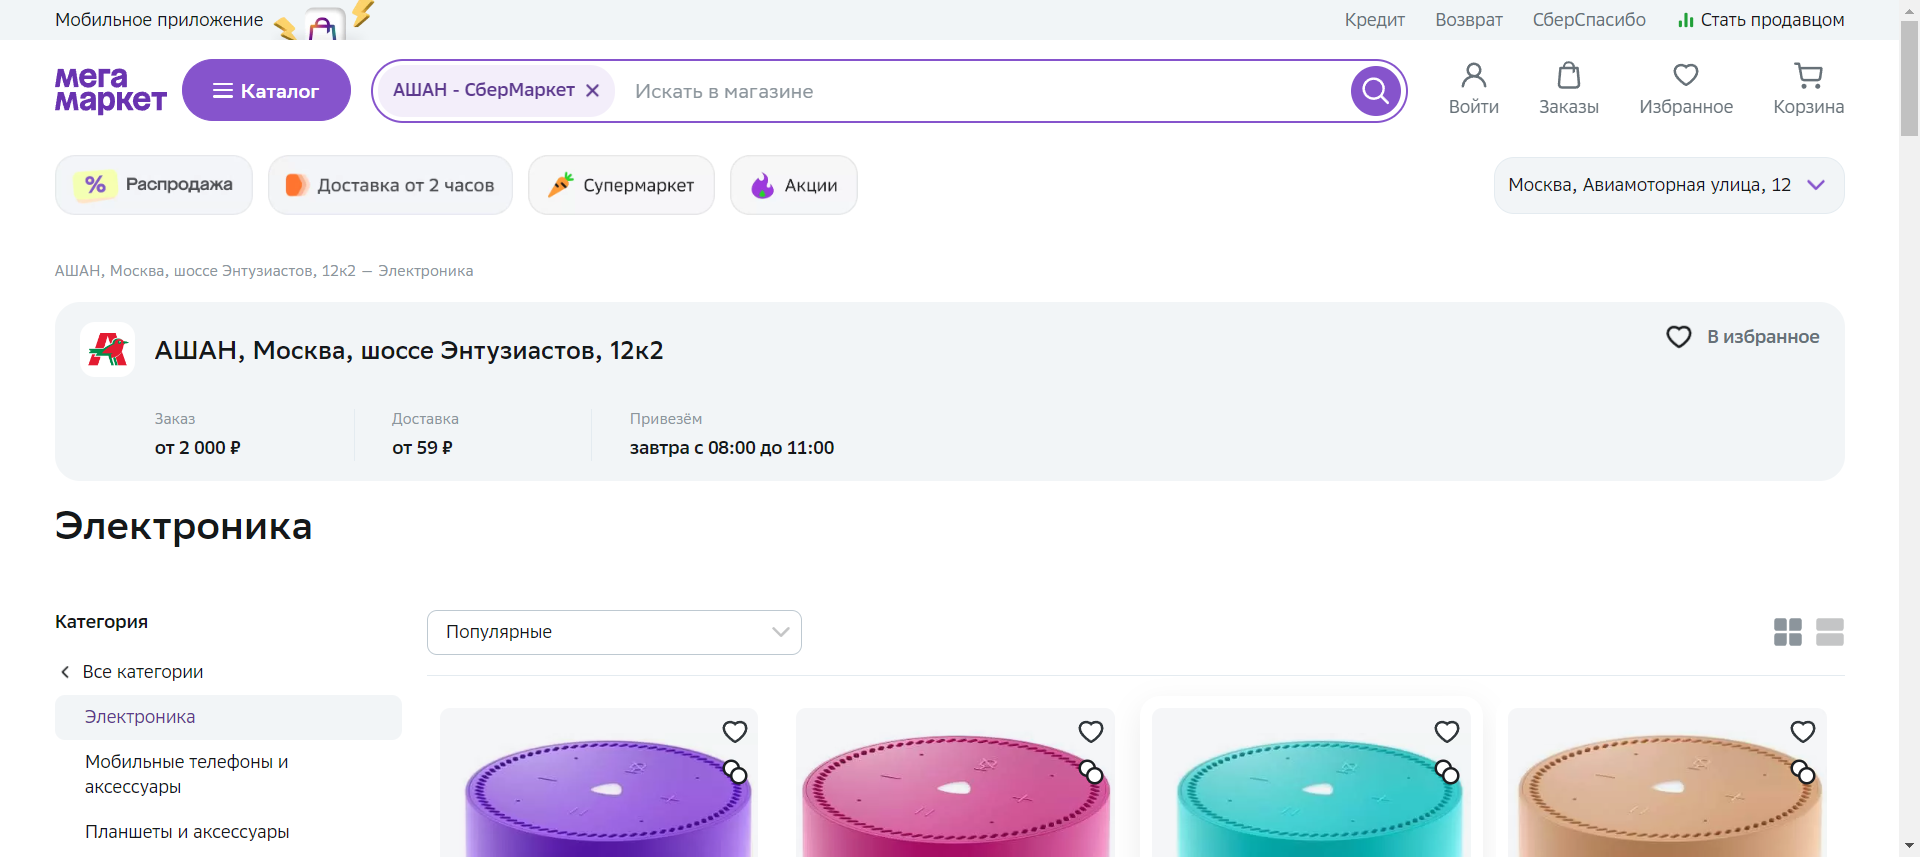 Мобильное приложение
Кредит
Возврат
СберСпасибо
Стать продавцом
мега
маркет
Каталог
АШАН - СберМаркет
Искать в магазине
Войти
Заказы
Избранное
Корзина
%
Распродажа
Доставка от 2 часов
Супермаркет
Акции
Москва, Авиамоторная улица, 12
АШАН, Москва, шоссе Энтузиастов, 12к2 — Электроника
АШАН, Москва, шоссе Энтузиастов, 12к2
В избранное
Заказ
от 2 000 ₽
Доставка
от 59 ₽
Привезём
завтра с 08:00 до 11:00
Электроника
Категория
Популярные
Все категории
Электроника
Мобильные телефоны и
аксессуары
Планшеты и аксессуары